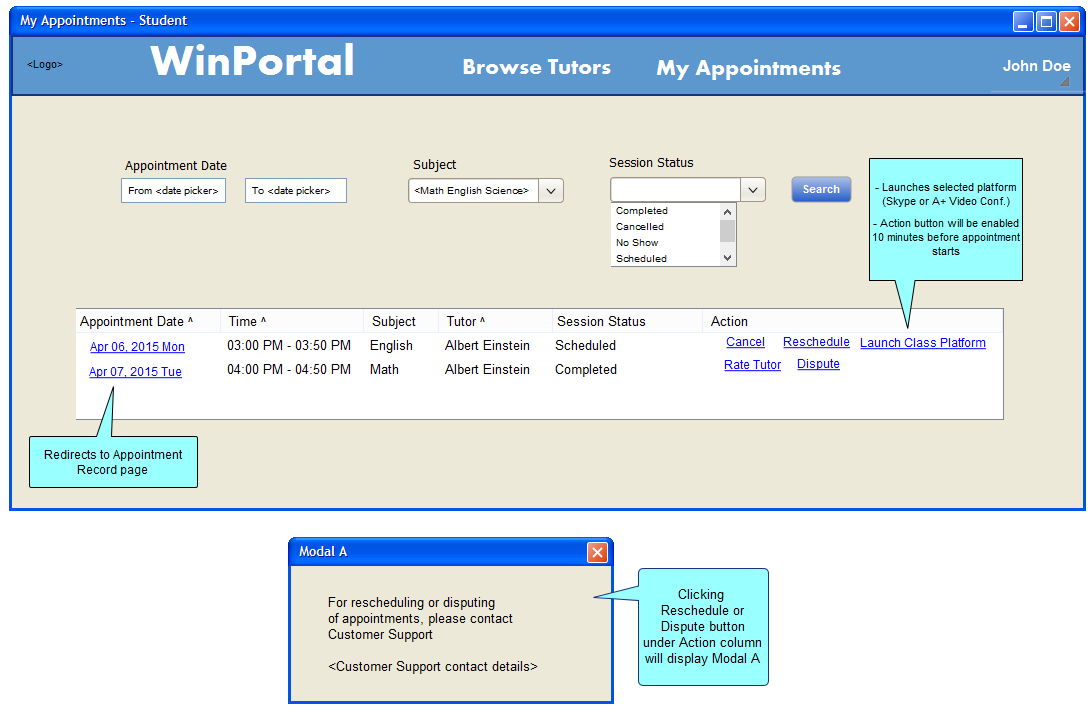 My Appointments - Student
<Logo>
WinPortal
Browse Tutors
My Appointments
John Doe
Appointment Date
Subject
Session Status
From <date picker>
To <date picker>
<Math English Science>
Search
Completed
Cancelled
No Show
Scheduled
- Launches selected platform
(Skype or A+ Video Conf.)
- Action button will be enabled
10 minutes before appointment
starts
Appointment Date ^ Time ^ Subject Tutor ^ Session Status Action
Apr 06, 2015 Mon 03:00 PM - 03:50 PM English Albert Einstein Scheduled Cancel Reschedule Launch Class Platform
Apr 07, 2015 Tue 04:00 PM - 04:50 PM Math Albert Einstein Completed Rate Tutor Dispute
Redirects to Appointment
Record page
Modal A
For rescheduling or disputing
of appointments, please contact
Customer Support
<Customer Support contact details>
Clicking
Reschedule or
Dispute button
under Action column
will display Modal A